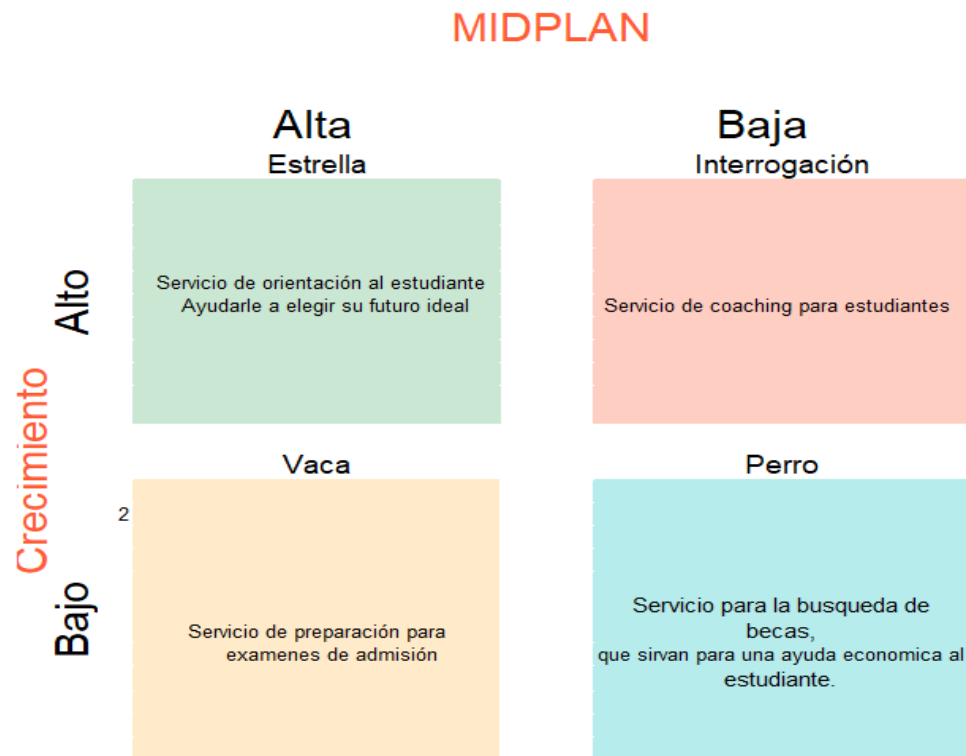 MIDPLAN
Alta
Baja
Estrella
Interrogación
Crecimiento
Alto
Servicio de orientación al estudiante
Ayudarle a elegir su futuro ideal
Servicio de coaching para estudiantes
Vaca
Perro
2
Bajo
Servicio de preparación para
examenes de admisión
Servicio para la busqueda de
becas,
que sirvan para una ayuda economica al
estudiante.